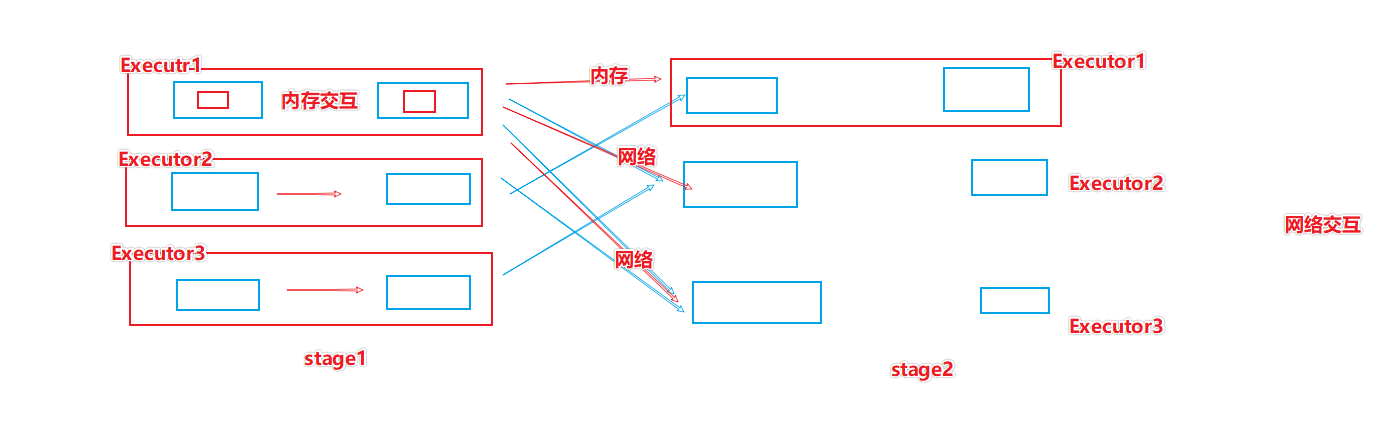 Executr1
内存交互
内存
Executor1
Executor2
网络
Executor2
网络交互
Executor3
网络
Executor3
stage1
stage2